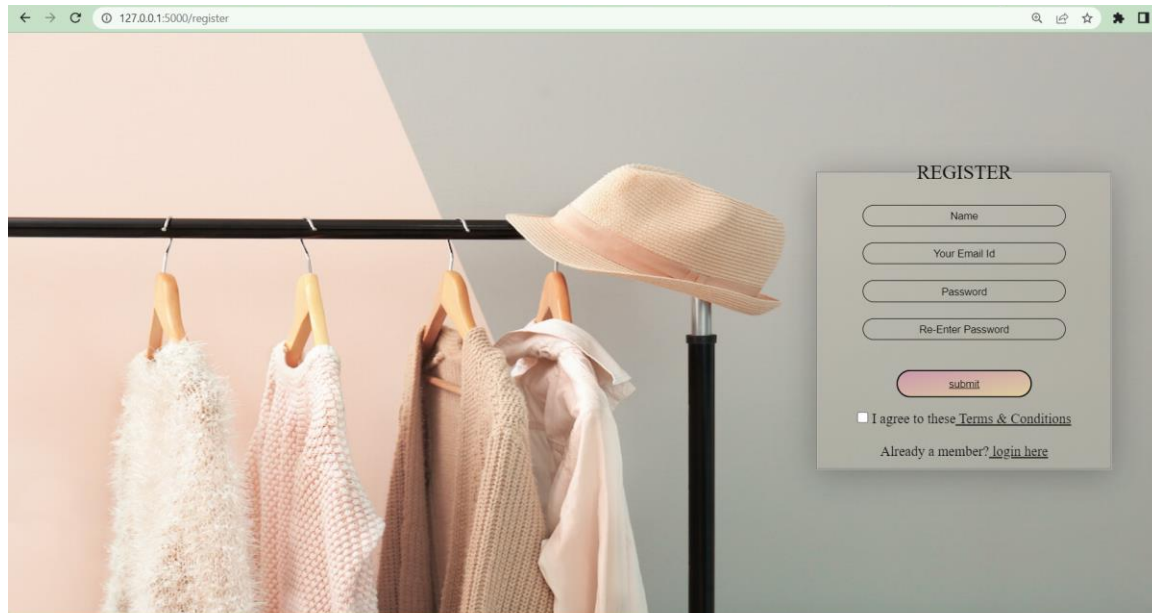 127.0.0.1:5000/register
REGISTER
Name
Your Email Id
Password
Re-Enter Password
submit
I agree to these Terms & Conditions
Already a member? login here